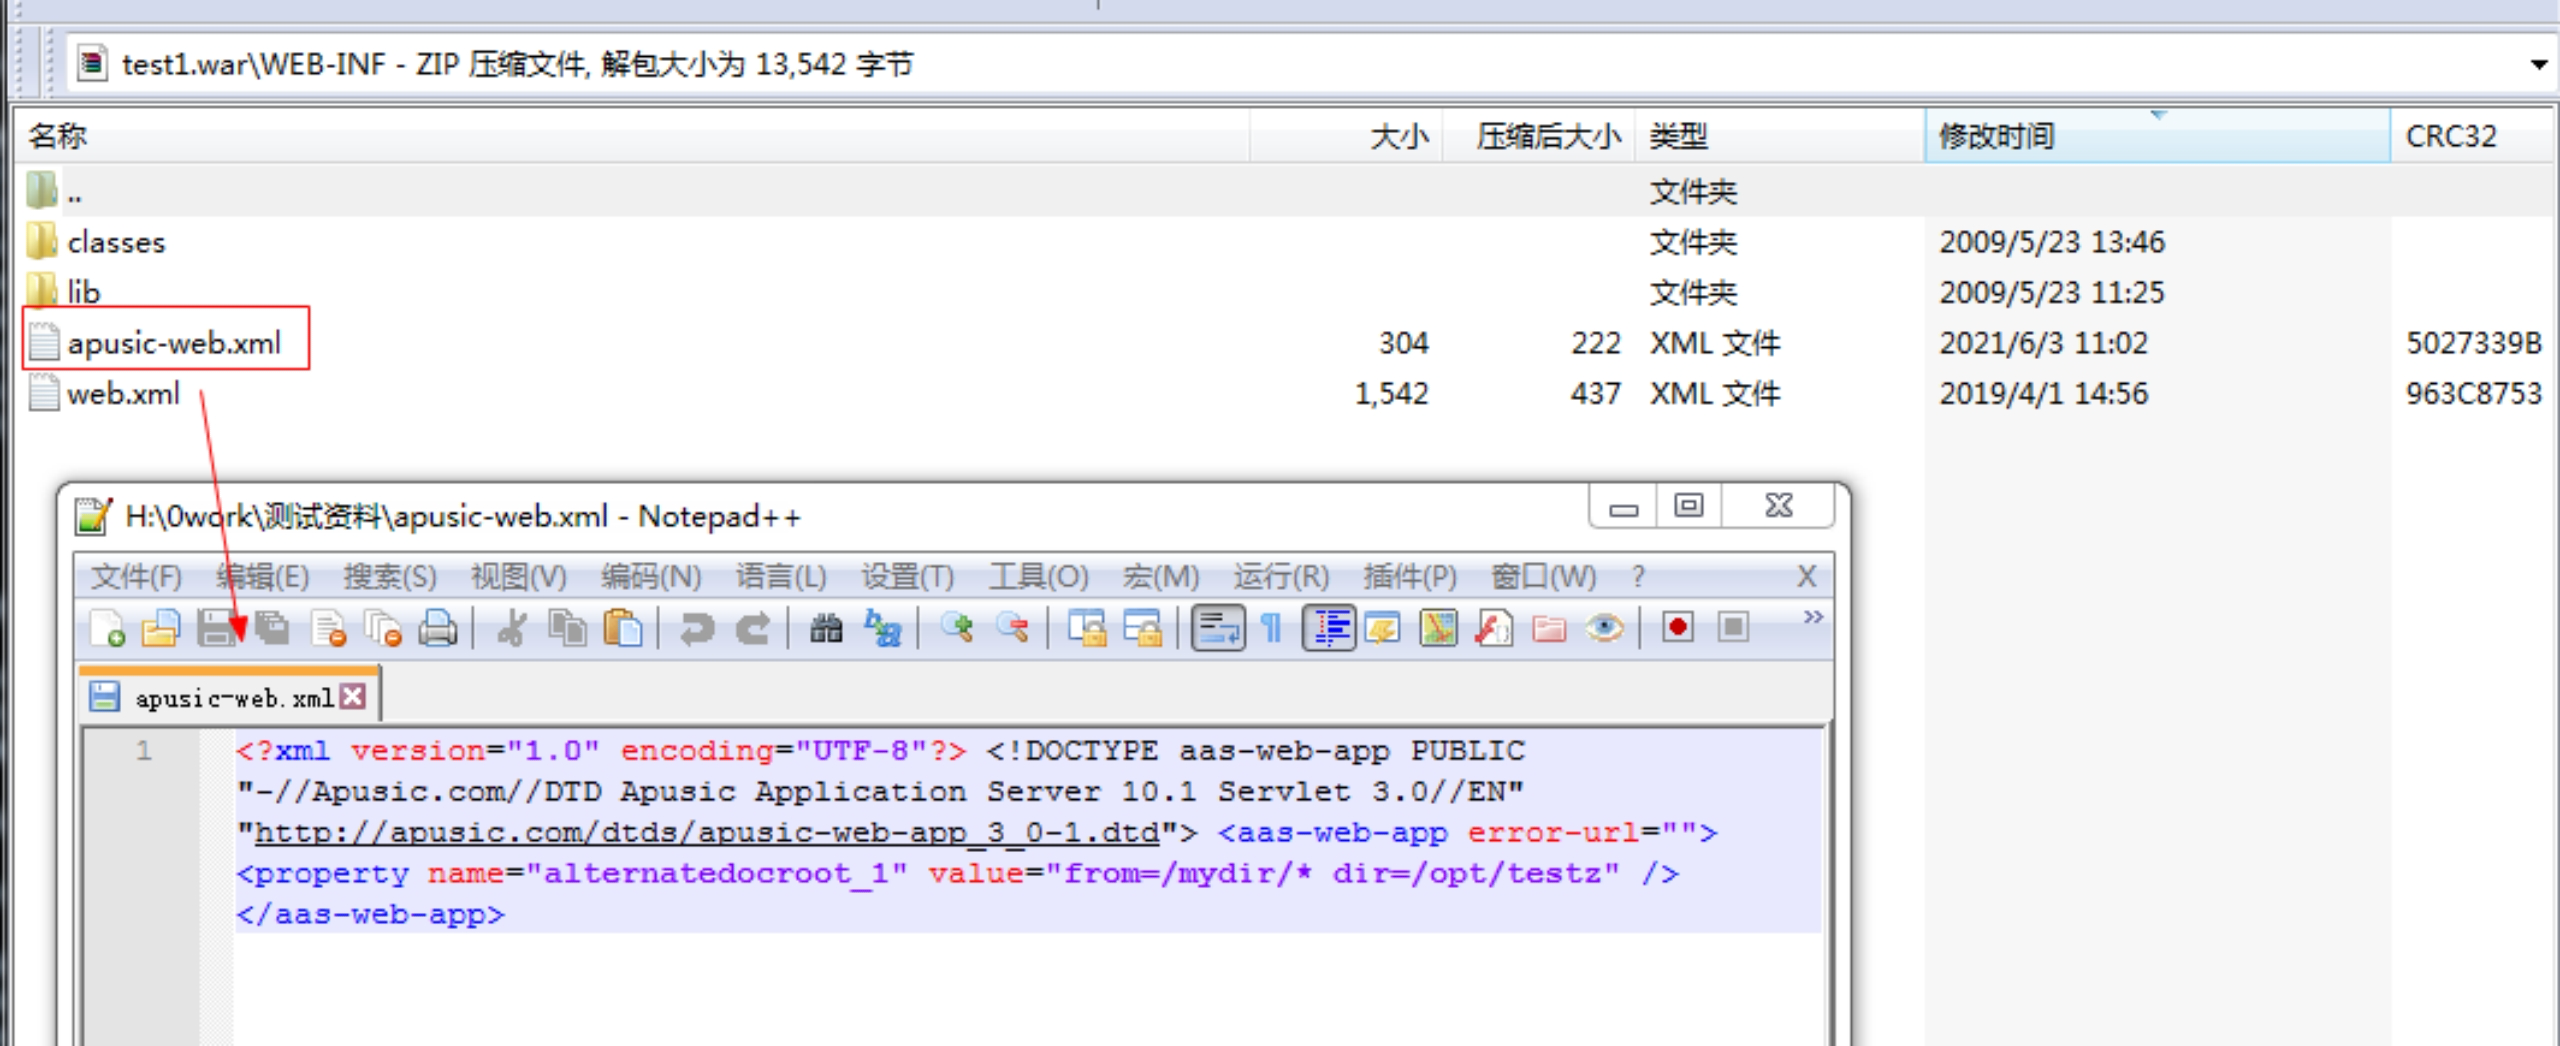 test1.war\WEB-INF - ZIP 压缩文件, 解包大小为 13,542 字节
名称 大小 压缩后大小 类型 修改时间 CRC32
.. 文件夹
classes 文件夹 2009/5/23 13:46
lib 文件夹 2009/5/23 11:25
apusic-web.xml 304 222 XML 文件 2021/6/3 11:02 5027339B
web.xml 1,542 437 XML 文件 2019/4/1 14:56 963C8753
H:\0work\测试资料\apusic-web.xml - Notepad++
文件(F) 编辑(E) 搜索(S) 视图(V) 编码(N) 语言(L) 设置(T) 工具(O) 宏(M) 运行(R) 插件(P) 窗口(W) ? X
apusic-web.xml
1 <?xml version="1.0" encoding="UTF-8"?> <!DOCTYPE aas-web-app PUBLIC
"-//Apusic.com//DTD Apusic Application Server 10.1 Servlet 3.0//EN"
"http://apusic.com/dtds/apusic-web-app_3_0-1.dtd"> <aas-web-app error-url="">
<property name="alternatedocroot_1" value="from=/mydir/* dir=/opt/testz" />
</aas-web-app>